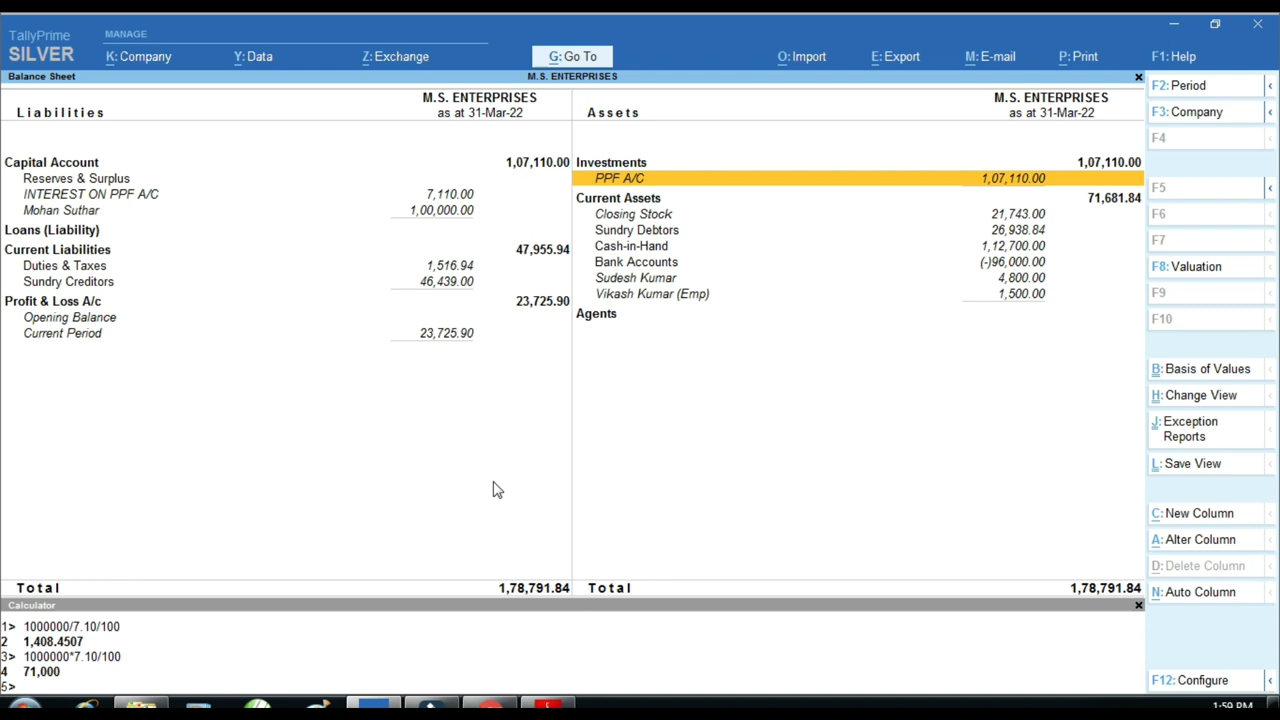 TallyPrime
SILVER
MANAGE
K: Company
Y: Data
Z: Exchange
G: Go To
O: Import
E: Export
M: E-mail
P: Print
F1: Help
Balance Sheet
M.S. ENTERPRISES
Liabilities
M.S. ENTERPRISES
as at 31-Mar-22
Capital Account 1,07,110.00
Reserves & Surplus
INTEREST ON PPF A/C 7,110.00
Mohan Suthar 1,00,000.00
Loans (Liability)
Current Liabilities 47,955.94
Duties & Taxes 1,516.94
Sundry Creditors 46,439.00
Profit & Loss A/c 23,725.90
Opening Balance
Current Period 23,725.90
Total 1,78,791.84
Assets
M.S. ENTERPRISES
as at 31-Mar-22
Investments 1,07,110.00
PPF A/C 1,07,110.00
Current Assets 71,681.84
Closing Stock 21,743.00
Sundry Debtors 26,938.84
Cash-in-Hand 1,12,700.00
Bank Accounts (-)96,000.00
Sudesh Kumar 4,800.00
Vikash Kumar (Emp) 1,500.00
Agents
Total 1,78,791.84
F2: Period
F3: Company
F4
F5
F6
F7
F8: Valuation
F9
F10
B: Basis of Values
H: Change View
J: Exception
Reports
L: Save View
C: New Column
A: Alter Column
D: Delete Column
N: Auto Column
F12: Configure
Calculator
1> 1000000/7.10/100
2 1,408.4507
3> 1000000*7.10/100
4 71,000
5>
1:59 PM